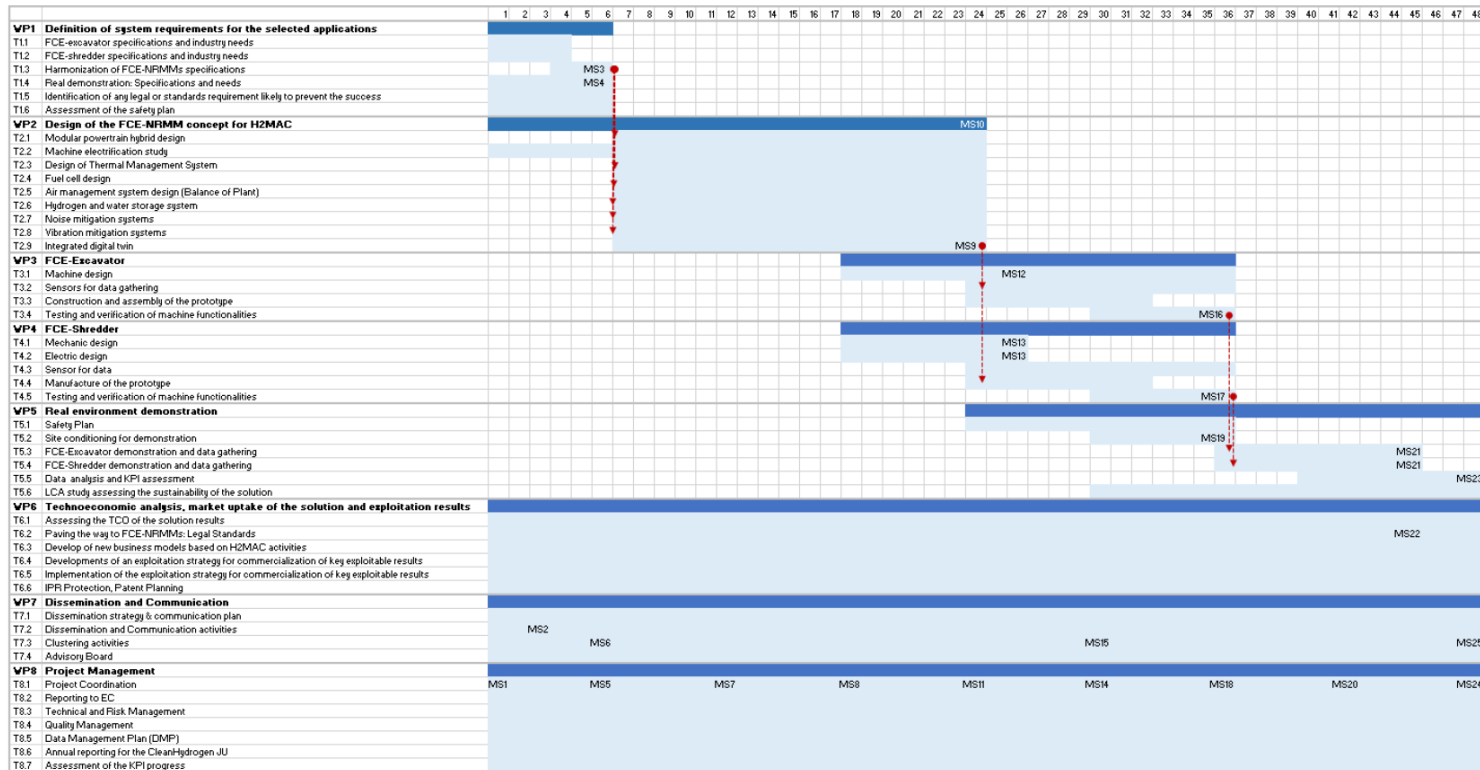 1 2 3 4 5 6 7 8 9 10 11 12 13 14 15 16 17 18 19 20 21 22 23 24 25 26 27 28 29 30 31 32 33 34 35 36 37 38 39 40 41 42 43 44 45 46 47 48
WP1 Definition of system requirements for the selected applications
T1.1 FCE-excavator specifications and industry needs
T1.2 FCE-shredder specifications and industry needs
T1.3 Harmonization of FCE-NRMMs specifications MS3
T1.4 Real demonstration: Specifications and needs MS4
T1.5 Identification of any legal or standards requirement likely to prevent the success
T1.6 Assessment of the safety plan
WP2 Design of the FCE-NRMM concept for H2MAC MS10
T2.1 Modular powertrain hybrid design
T2.2 Machine electrification study
T2.3 Design of Thermal Management System
T2.4 Fuel cell design
T2.5 Air management system design (Balance of Plant)
T2.6 Hydrogen and water storage system
T2.7 Noise mitigation systems
T2.8 Vibration mitigation systems
T2.9 Integrated digital twin MS9
WP3 FCE-Excavator
T3.1 Machine design MS12
T3.2 Sensors for data gathering
T3.3 Construction and assembly of the prototype
T3.4 Testing and verification of machine functionalities MS16
WP4 FCE-Shredder
T4.1 Mechanic design MS13
T4.2 Electric design MS13
T4.3 Sensor for data
T4.4 Manufacture of the prototype
T4.5 Testing and verification of machine functionalities MS17
WP5 Real environment demonstration
T5.1 Safety Plan
T5.2 Site conditioning for demonstration MS19
T5.3 FCE-Excavator demonstration and data gathering MS21
T5.4 FCE-Shredder demonstration and data gathering MS21
T5.5 Data analysis and KPI assessment MS23
T5.6 LCA study assessing the sustainability of the solution
WP6 Technoeconomic analysis, market uptake of the solution and exploitation results
T6.1 Assessing the TCO of the solution results
T6.2 Paving the way to FCE-NRMMs: Legal Standards MS22
T6.3 Develop of new business models based on H2MAC activities
T6.4 Developments of an exploitation strategy for commercialization of key exploitable results
T6.5 Implementation of the exploitation strategy for commercialization of key exploitable results
T6.6 IPR Protection, Patent Planning
WP7 Dissemination and Communication
T7.1 Dissemination strategy & communication plan
T7.2 Dissemination and Communication activities MS2
T7.3 Clustering activities MS6 MS15 MS25
T7.4 Advisory Board
WP8 Project Management
T8.1 Project Coordination MS1 MS5 MS7 MS8 MS11 MS14 MS18 MS20 MS24
T8.2 Reporting to EC
T8.3 Technical and Risk Management
T8.4 Quality Management
T8.5 Data Management Plan (DMP)
T8.6 Annual reporting for the CleanHydrogen JU
T8.7 Assessment of the KPI progress